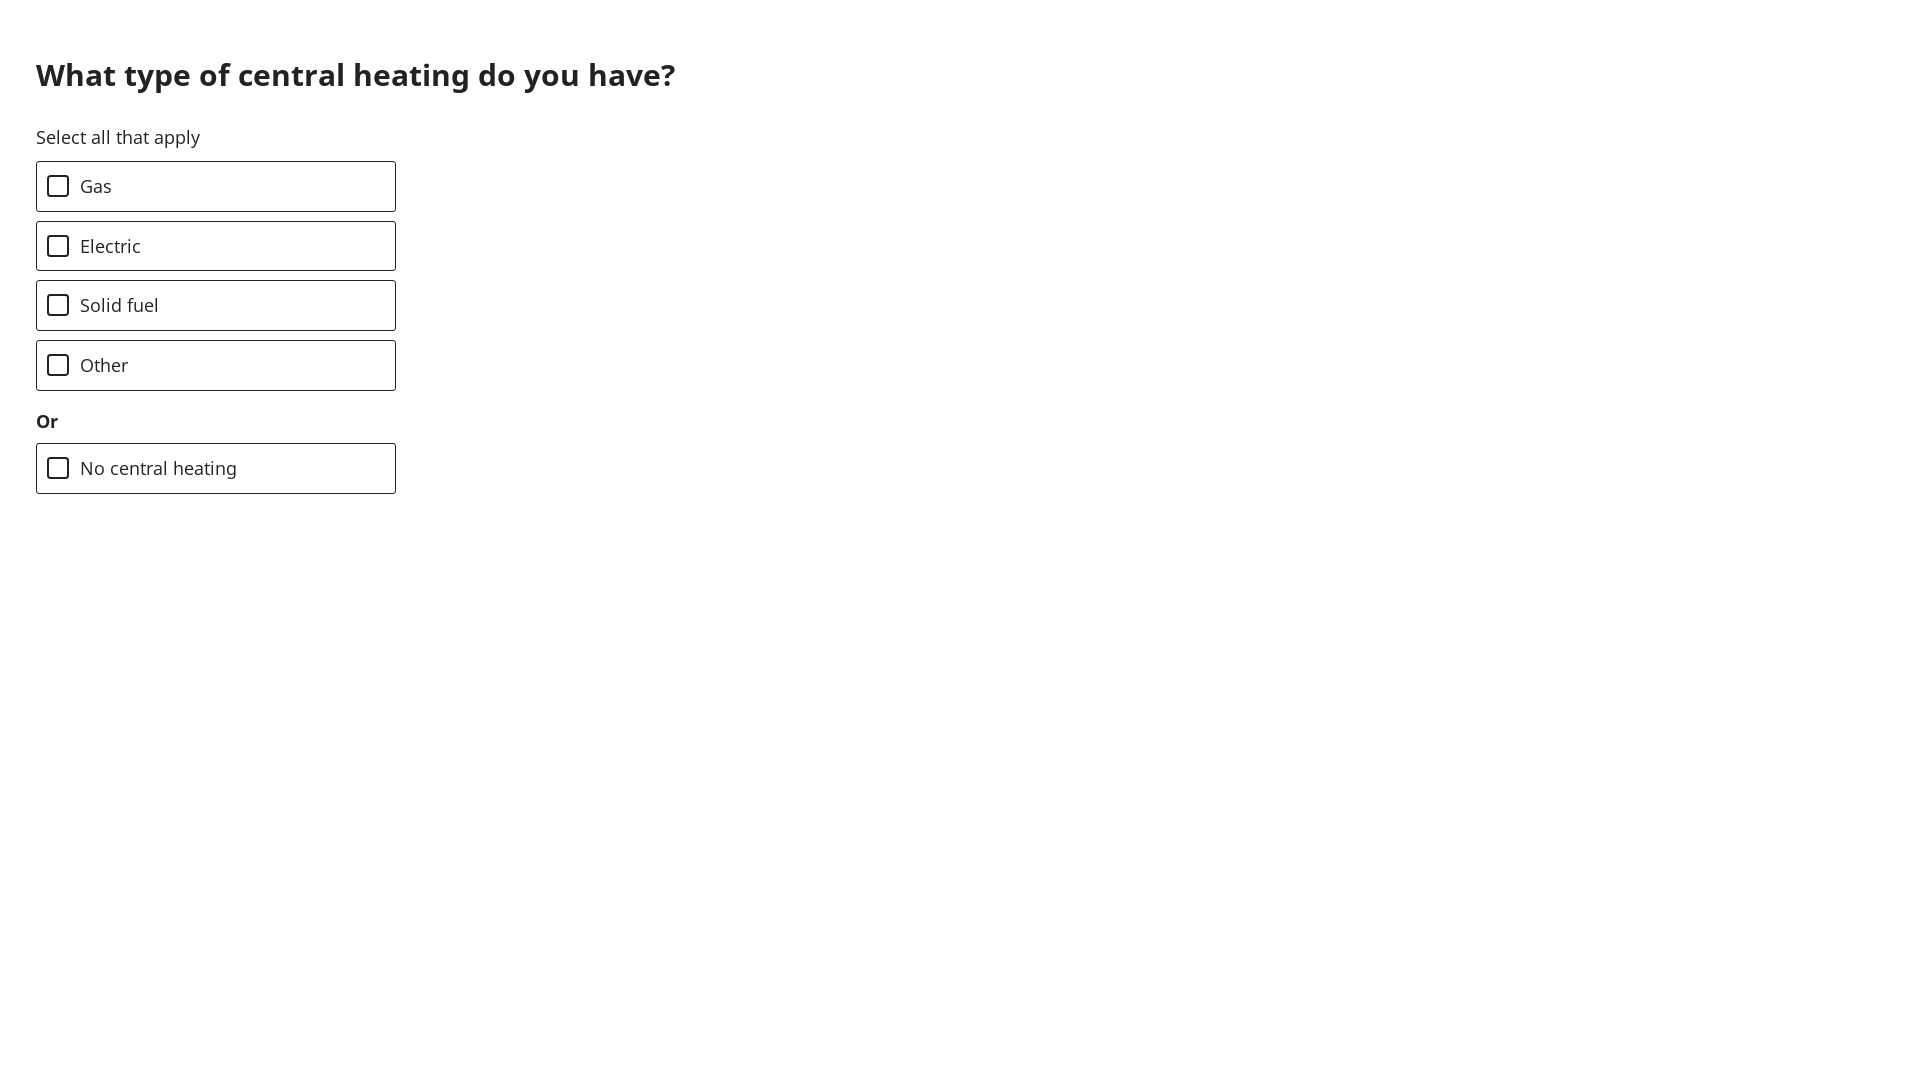 What type of central heating do you have?
Select all that apply
Gas
Electric
Solid fuel
Other
Or
No central heating